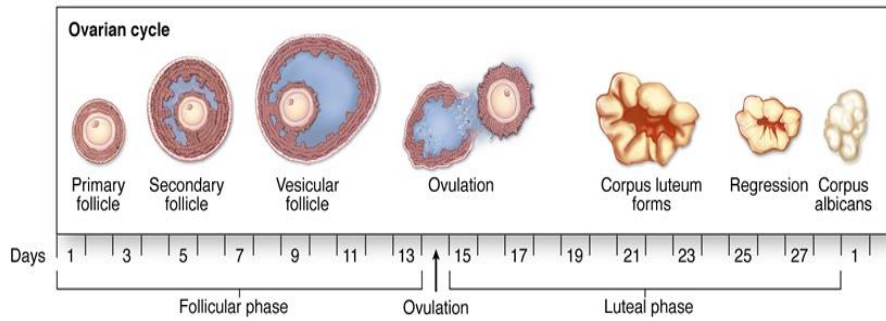 Ovarian cycle
Primary follicle
Secondary follicle
Vesicular follicle
Ovulation
Corpus luteum forms
Regression
Corpus albicans
Days 1 3 5 7 9 11 13 15 17 19 21 23 25 27 1
Follicular phase
Ovulation
Luteal phase